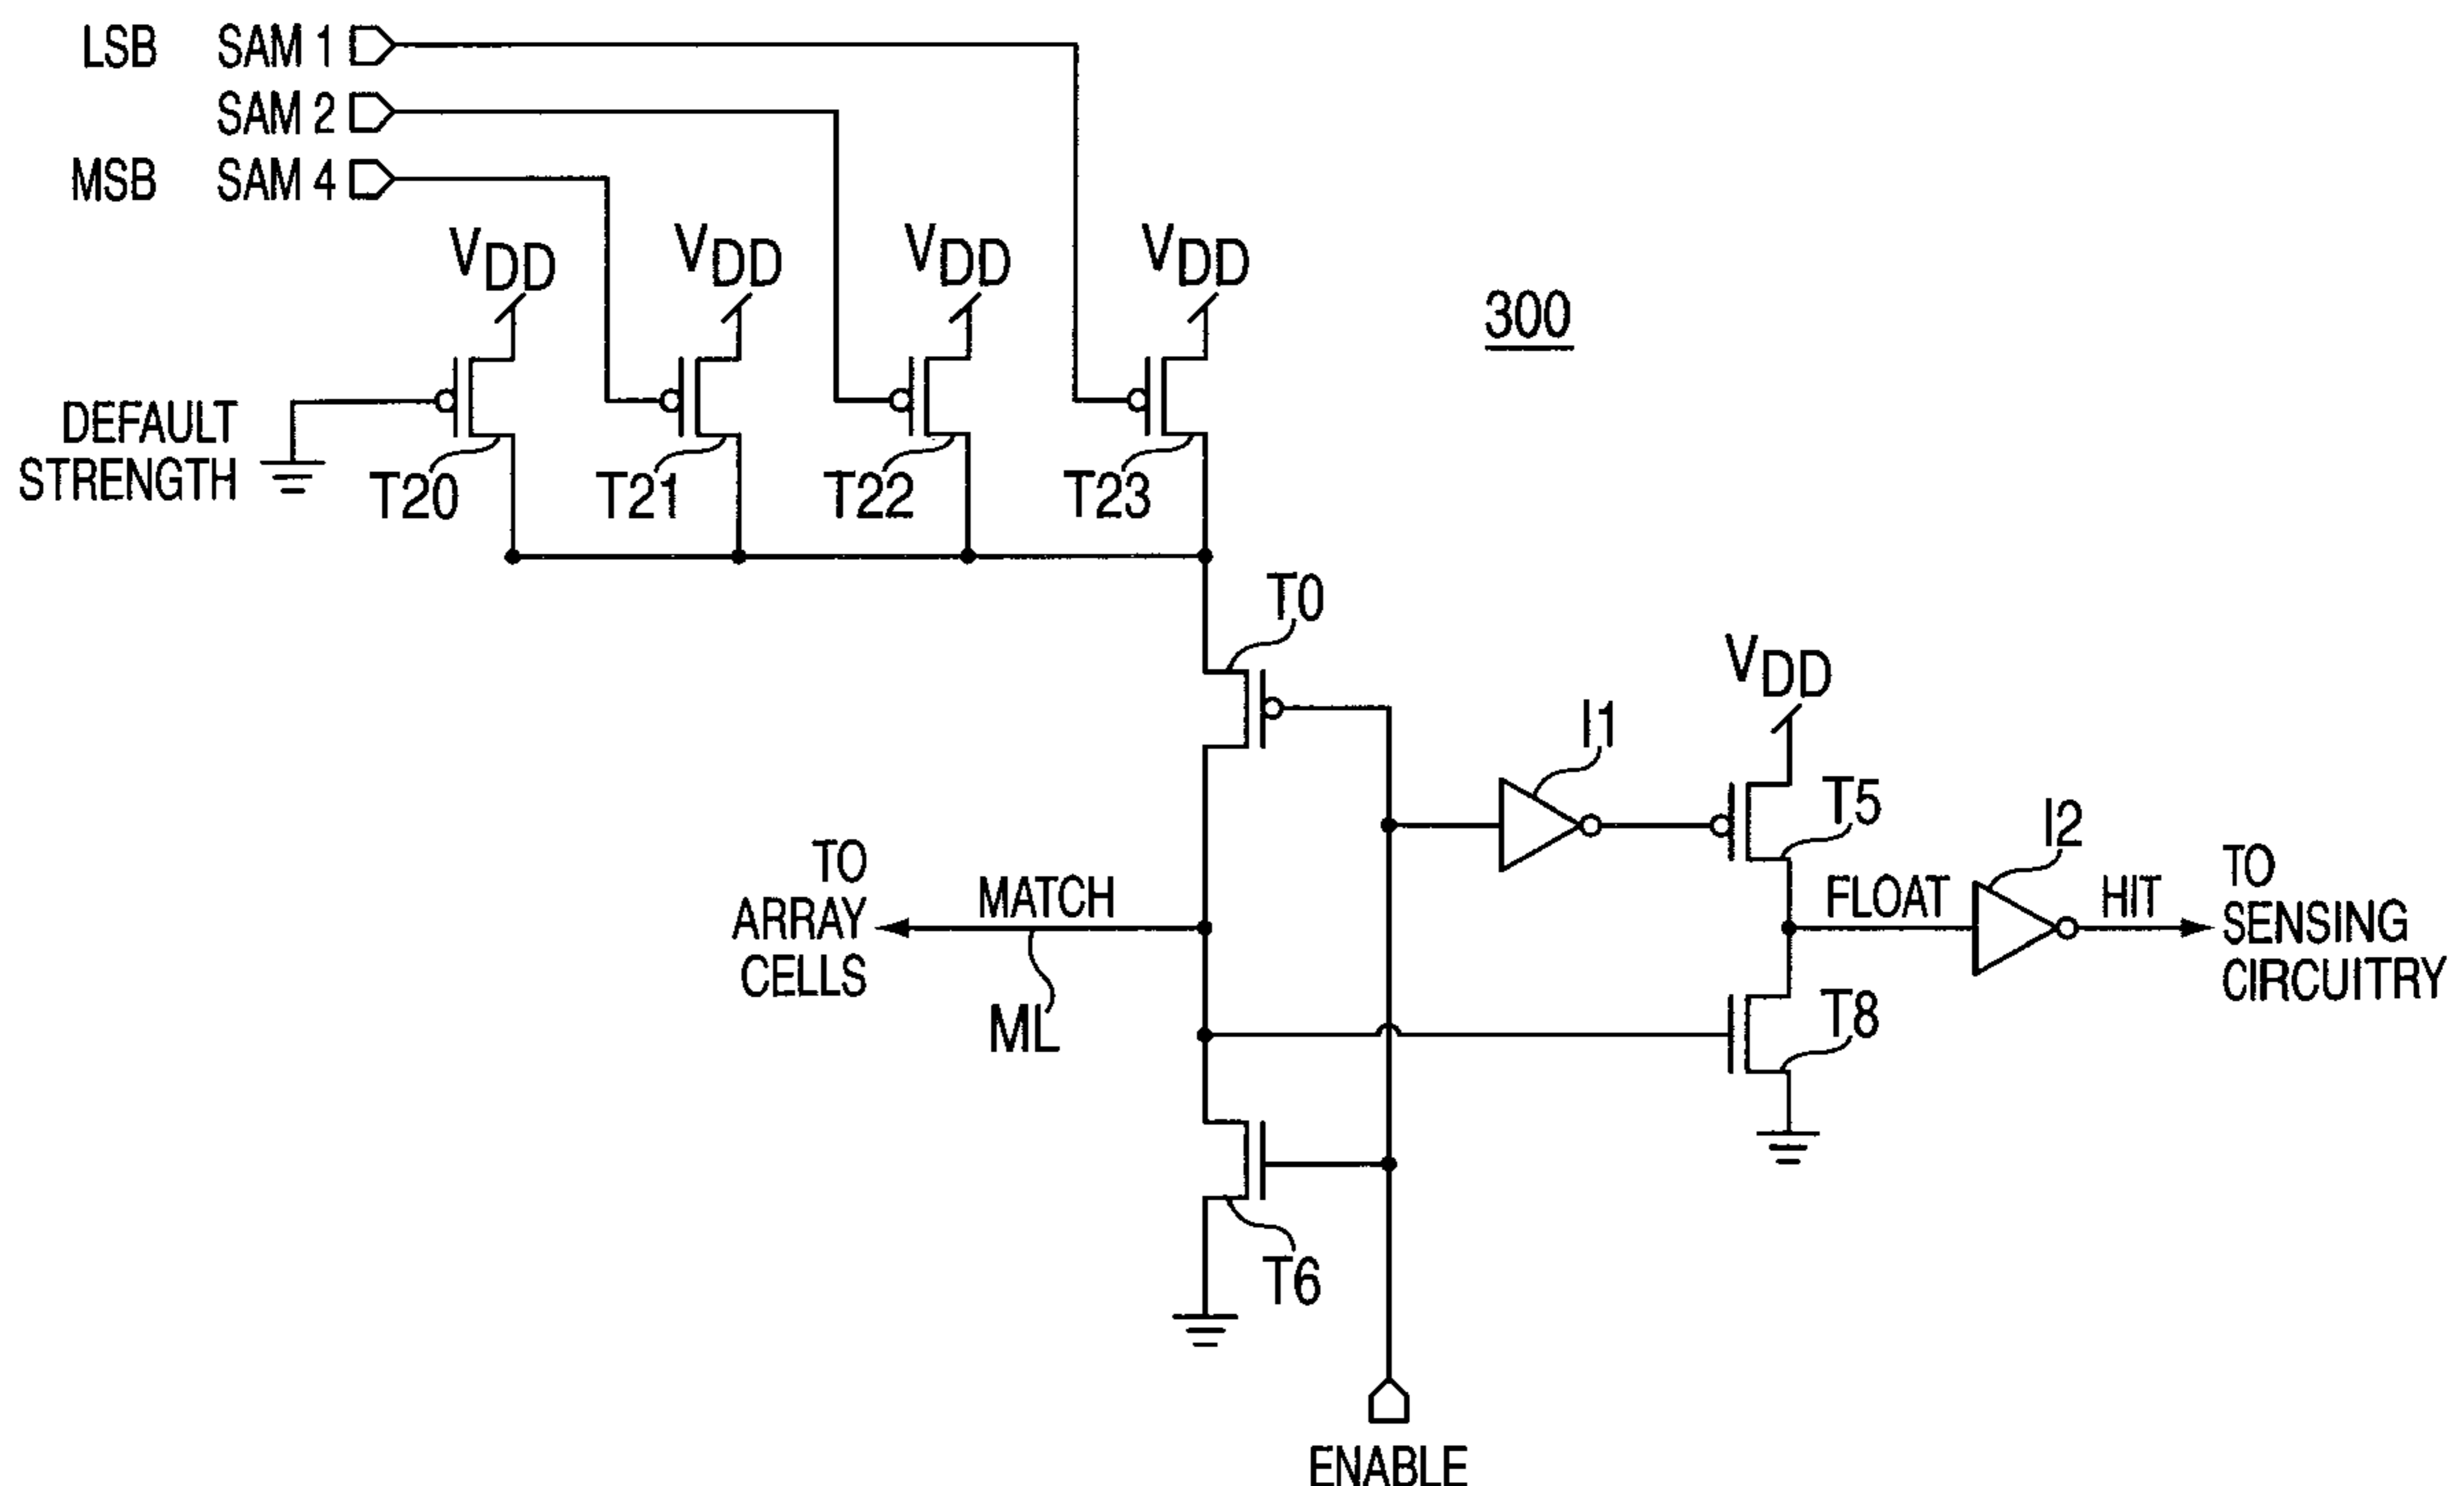 LSB SAM 1
SAM 2
MSB SAM 4
VDD VDD VDD VDD
300
DEFAULT
STRENGTH
T20 T21 T22 T23
T0
VDD
I1
T5
I2
TO
ARRAY
CELLS
MATCH
ML
FLOAT
HIT
TO
SENSING
CIRCUITRY
T8
T6
ENABLE